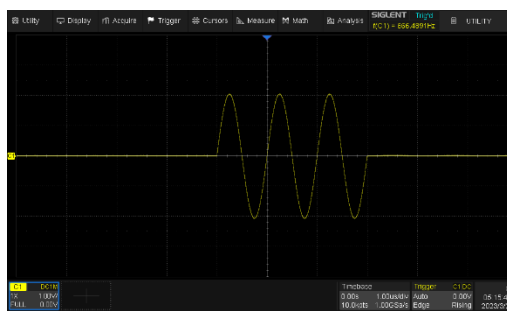 Utility Display Acquire Trigger Cursors Measure Math Analysis SIGLENT Trig'd UTILITY
f(C1) = 666.4991Hz
C1
C1 DC1M
1X 1.00V/
FULL 0.00V
Timebase
0.00s 1.00us/div
10.0kpts 1.00GSa/s
Trigger C1 DC
Auto 0.00V
Edge Rising